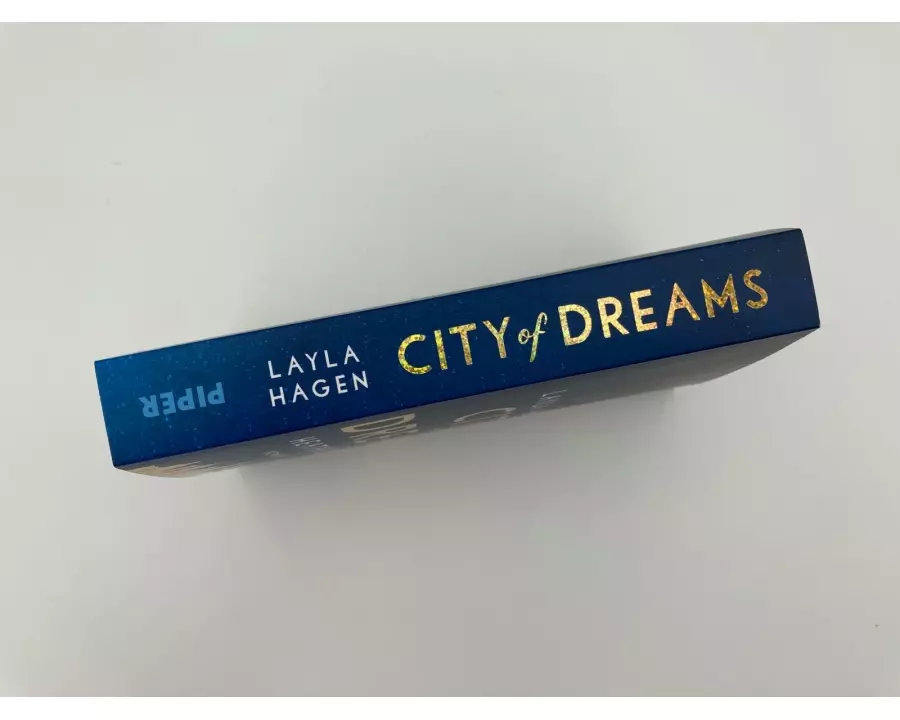 PIPER
LAYLA
HAGEN
CITY of DREAMS